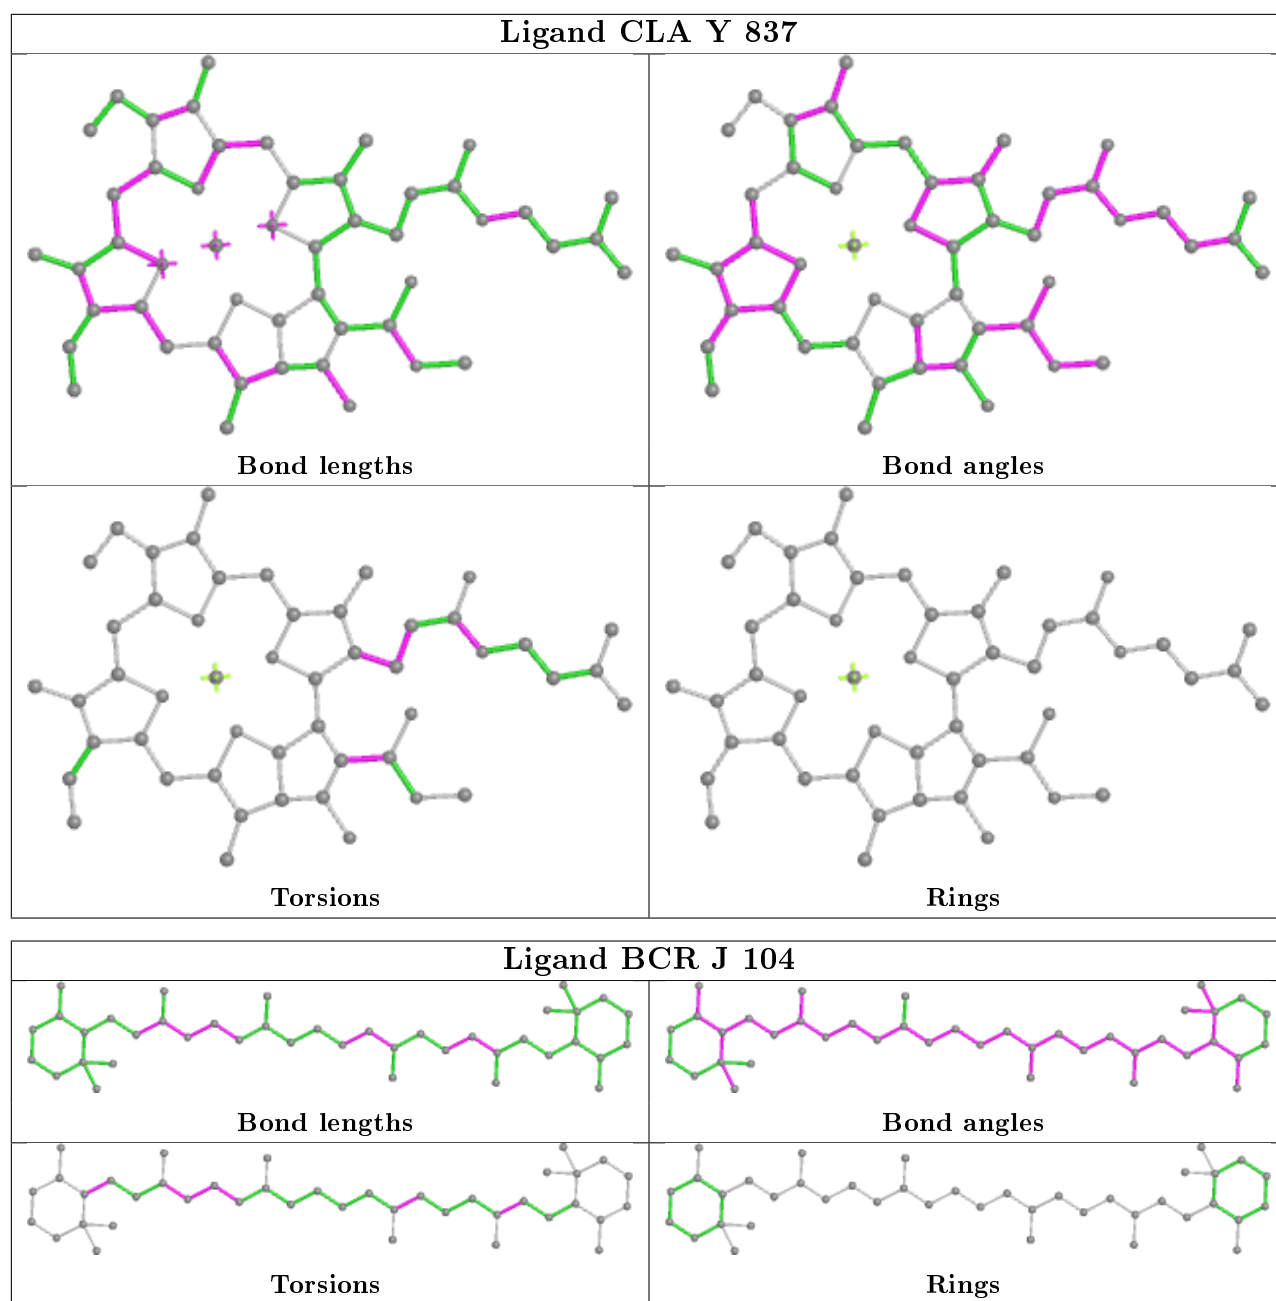 Ligand CLA Y 837
Bond lengths
Bond angles
Torsions
Rings
Ligand BCR J 104
Bond lengths
Bond angles
Torsions
Rings